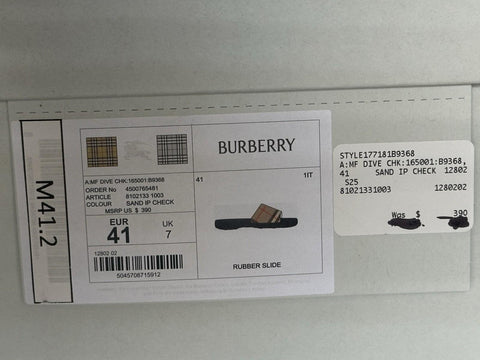 M41.2
A:MF DIVE CHK:165001:B9368
ORDER No 4500765481
ARTICLE 8102133 1003
COLOUR SAND IP CHECK
MSRP US $ 390
EUR
41
UK
7
12802 02
5045708715912
BURBERRY
41 1IT
RUBBER SLIDE
STYLE177181B9368
A:MF DIVE CHK:165001:B9368,
41 SAND IP CHECK 12802
S25
81021331003 1280202
Was $ 390